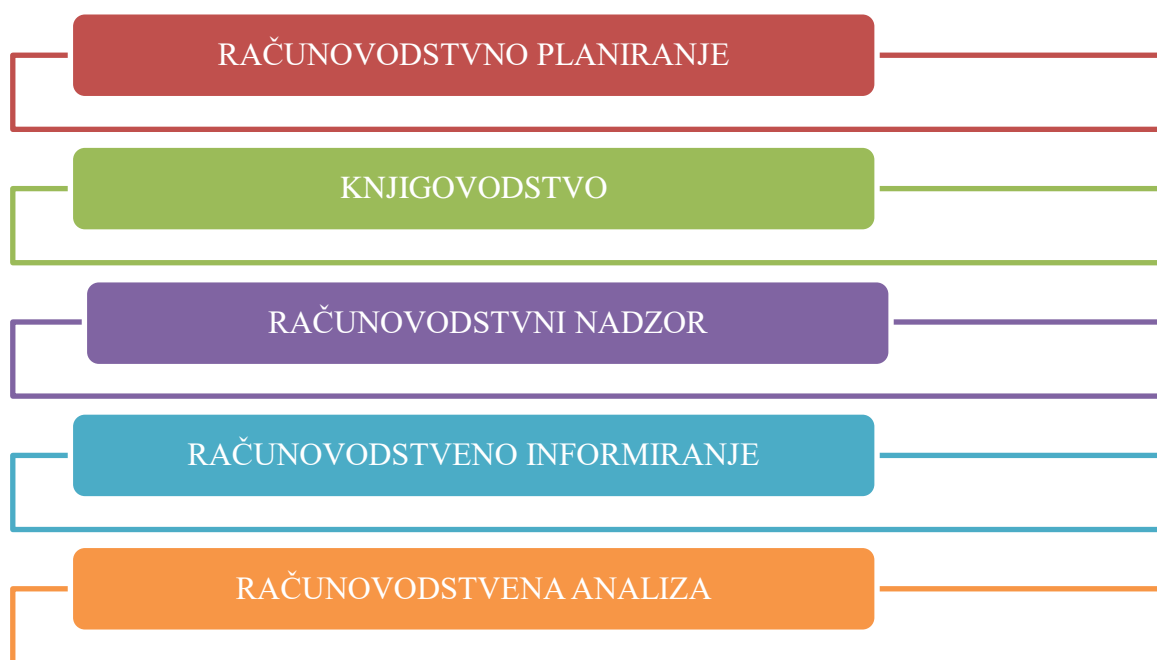 RAČUNOVODSTVNO PLANIRANJE
KNJIGOVODSTVO
RAČUNOVODSTVNI NADZOR
RAČUNOVODSTVENO INFORMIRANJE
RAČUNOVODSTVENA ANALIZA